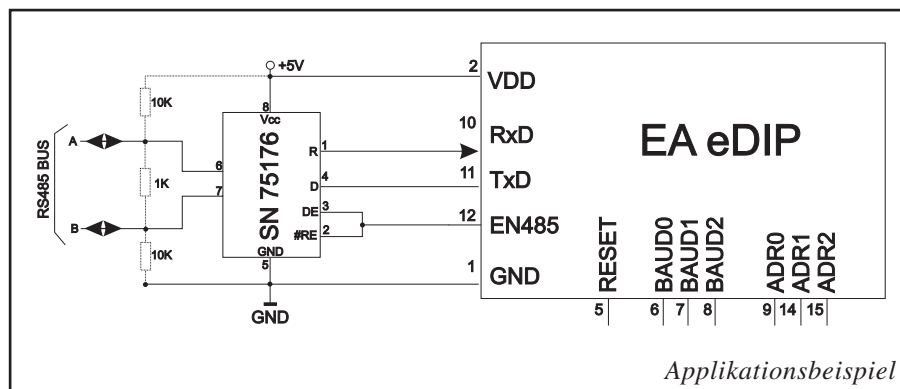 +5V
2
VDD
10K
8
Vcc
10
RxD
EA eDIP
A
R
1
RS485 BUS
6
SN 75176
11
TxD
1K
7
D
4
DE
3
12
EN485
B
#RE
2
10K
GND
5
1
GND
RESET
BAUD0
BAUD1
BAUD2
ADR0
ADR1
ADR2
GND
5
6
7
8
9
14
15
Applikationsbeispiel